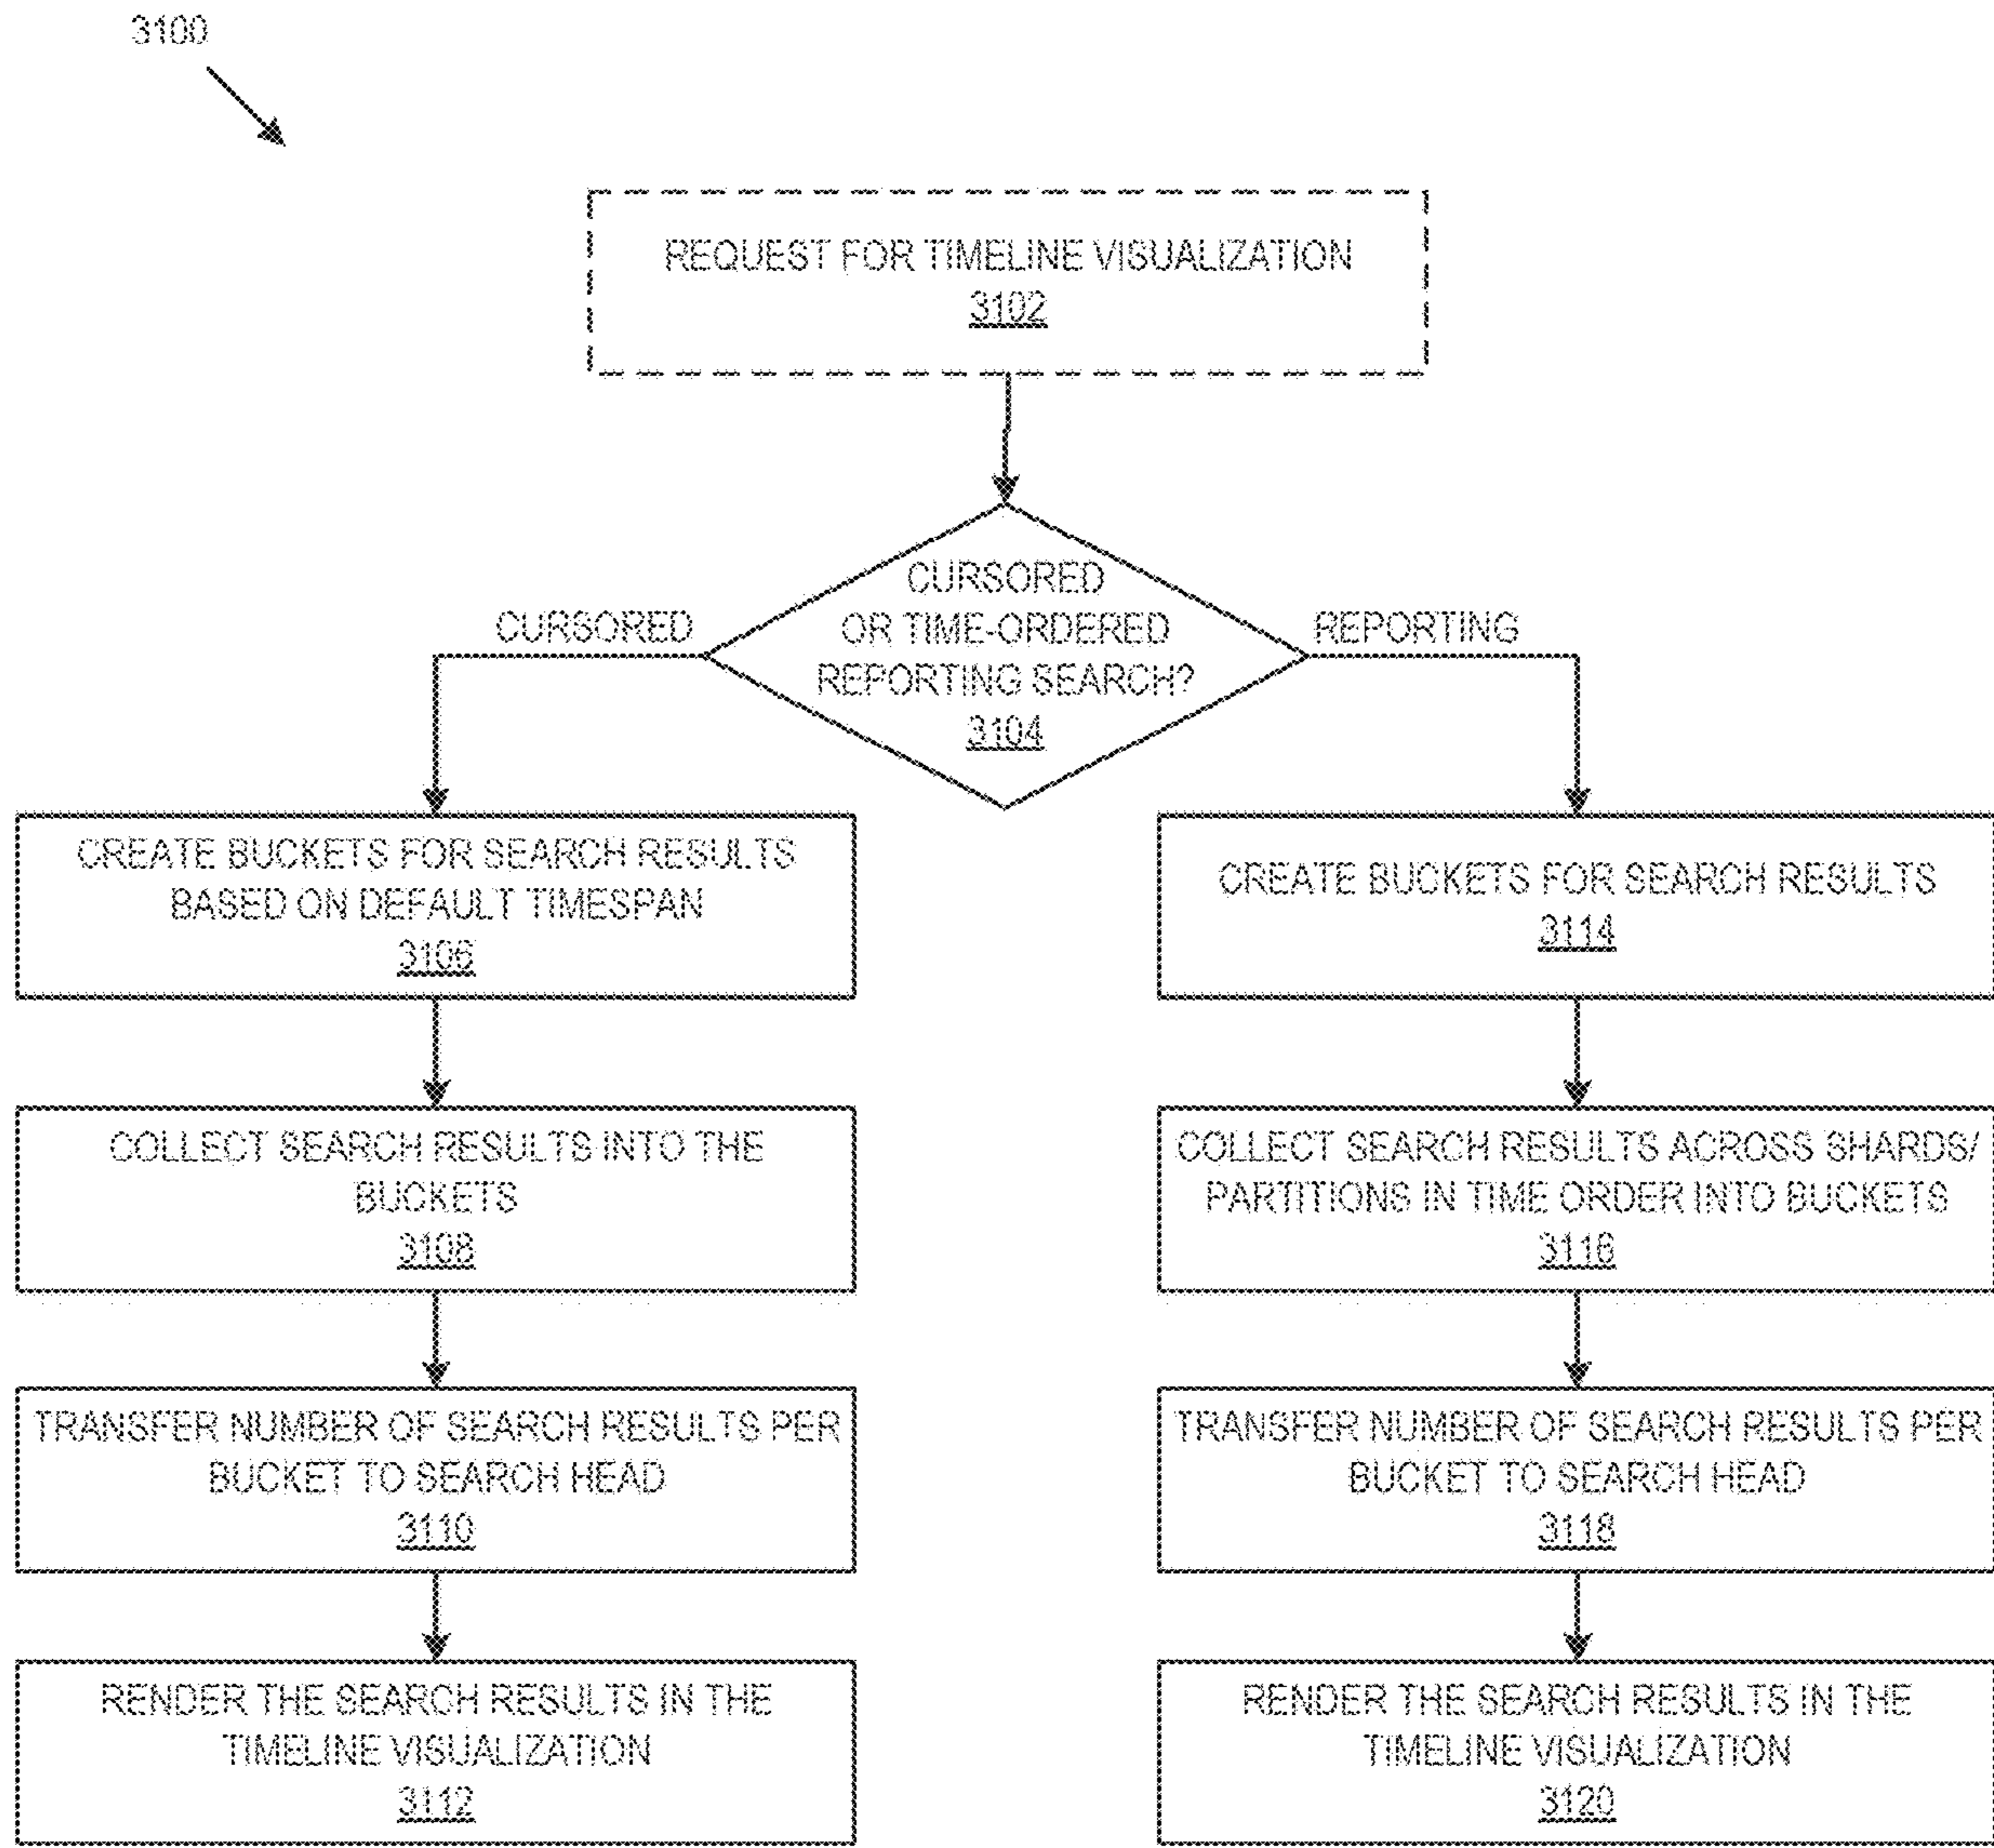 3100
REQUEST FOR TIMELINE VISUALIZATION
3102
CURSORED
OR TIME-ORDERED
REPORTING SEARCH?
3104
CURSORED
REPORTING
CREATE BUCKETS FOR SEARCH RESULTS
BASED ON DEFAULT TIMESPAN
3106
COLLECT SEARCH RESULTS INTO THE
BUCKETS
3108
TRANSFER NUMBER OF SEARCH RESULTS PER
BUCKET TO SEARCH HEAD
3110
RENDER THE SEARCH RESULTS IN THE
TIMELINE VISUALIZATION
3112
CREATE BUCKETS FOR SEARCH RESULTS
3114
COLLECT SEARCH RESULTS ACROSS SHARDS/
PARTITIONS IN TIME ORDER INTO BUCKETS
3116
TRANSFER NUMBER OF SEARCH RESULTS PER
BUCKET TO SEARCH HEAD
3118
RENDER THE SEARCH RESULTS IN THE
TIMELINE VISUALIZATION
3120